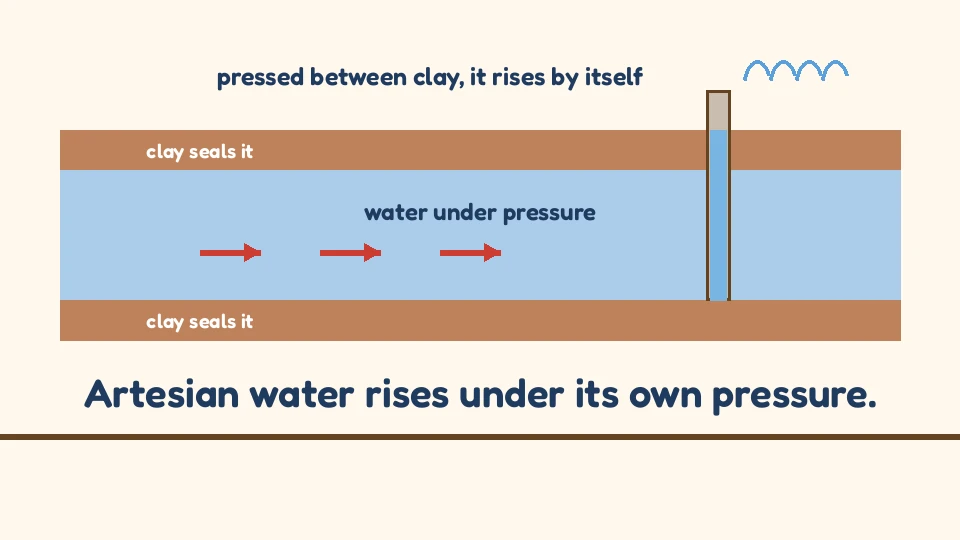 pressed between clay, it rises by itself
clay seals it
water under pressure
clay seals it
Artesian water rises under its own pressure.